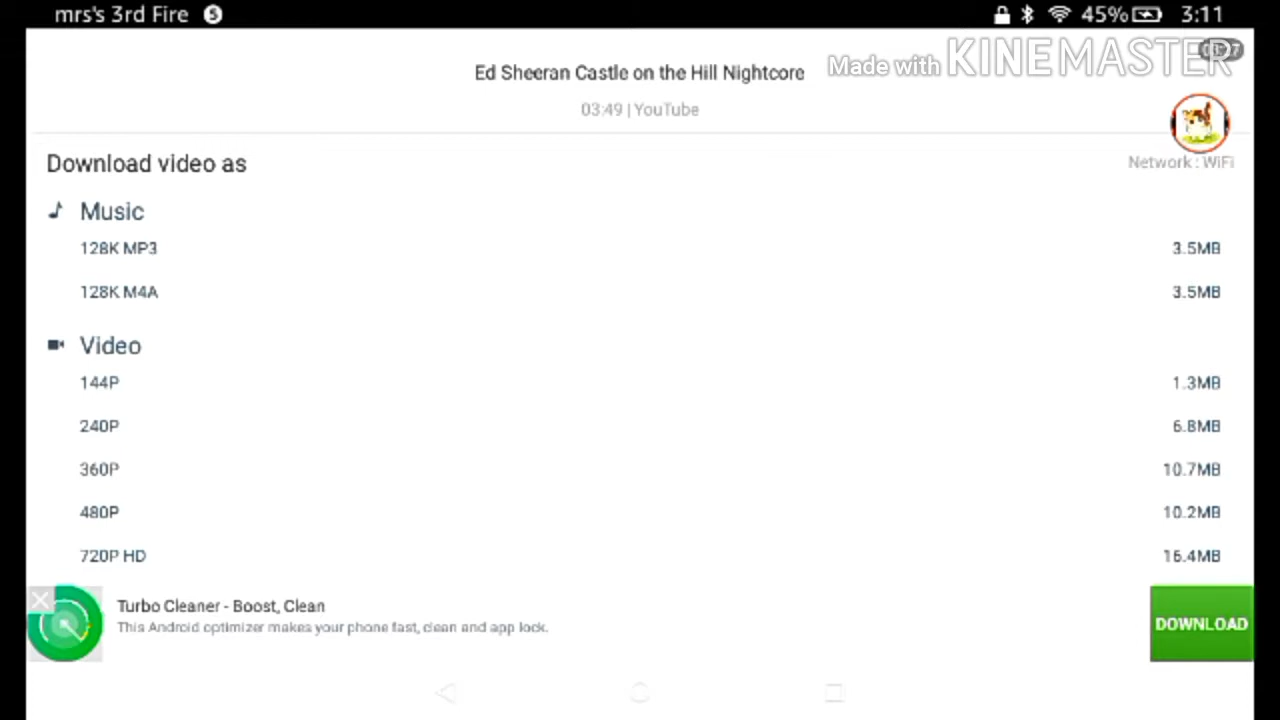 mrs's 3rd Fire 5 45% 3:11
Made with KINEMASTER
Ed Sheeran Castle on the Hill Nightcore
03:49 | YouTube
Download video as
Network : WiFi
Music
128K MP3 3.5MB
128K M4A 3.5MB
Video
144P 1.3MB
240P 6.8MB
360P 10.7MB
480P 10.2MB
720P HD 16.4MB
Turbo Cleaner - Boost, Clean
This Android optimizer makes your phone fast, clean and app lock.
DOWNLOAD